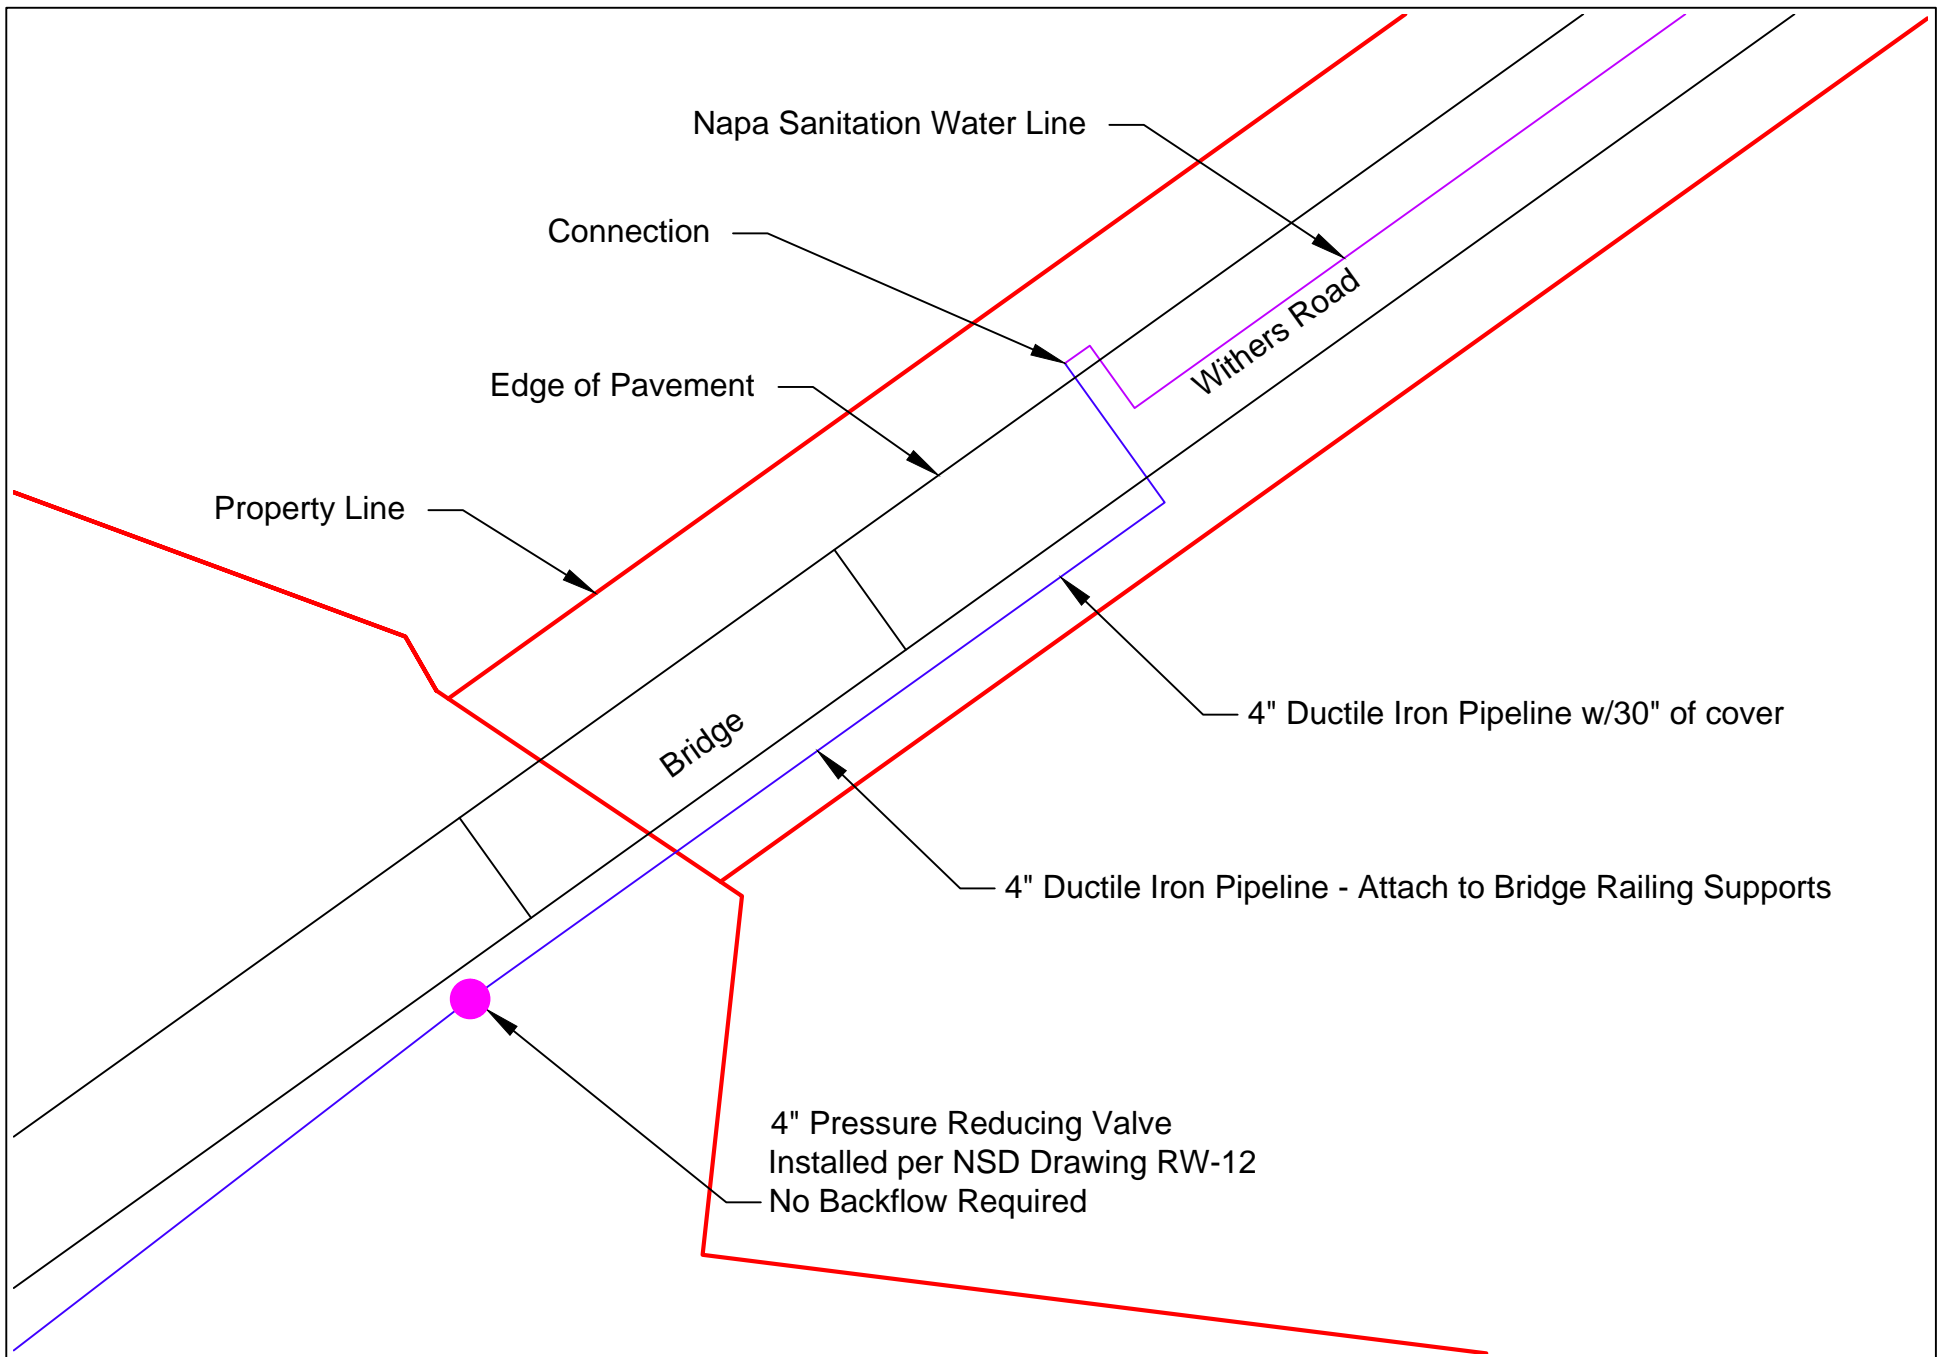 Napa Sanitation Water Line
Connection
Withers Road
Edge of Pavement
Property Line
4" Ductile Iron Pipeline w/30" of cover
Bridge
4" Ductile Iron Pipeline - Attach to Bridge Railing Supports
4" Pressure Reducing Valve
Installed per NSD Drawing RW-12
No Backflow Required